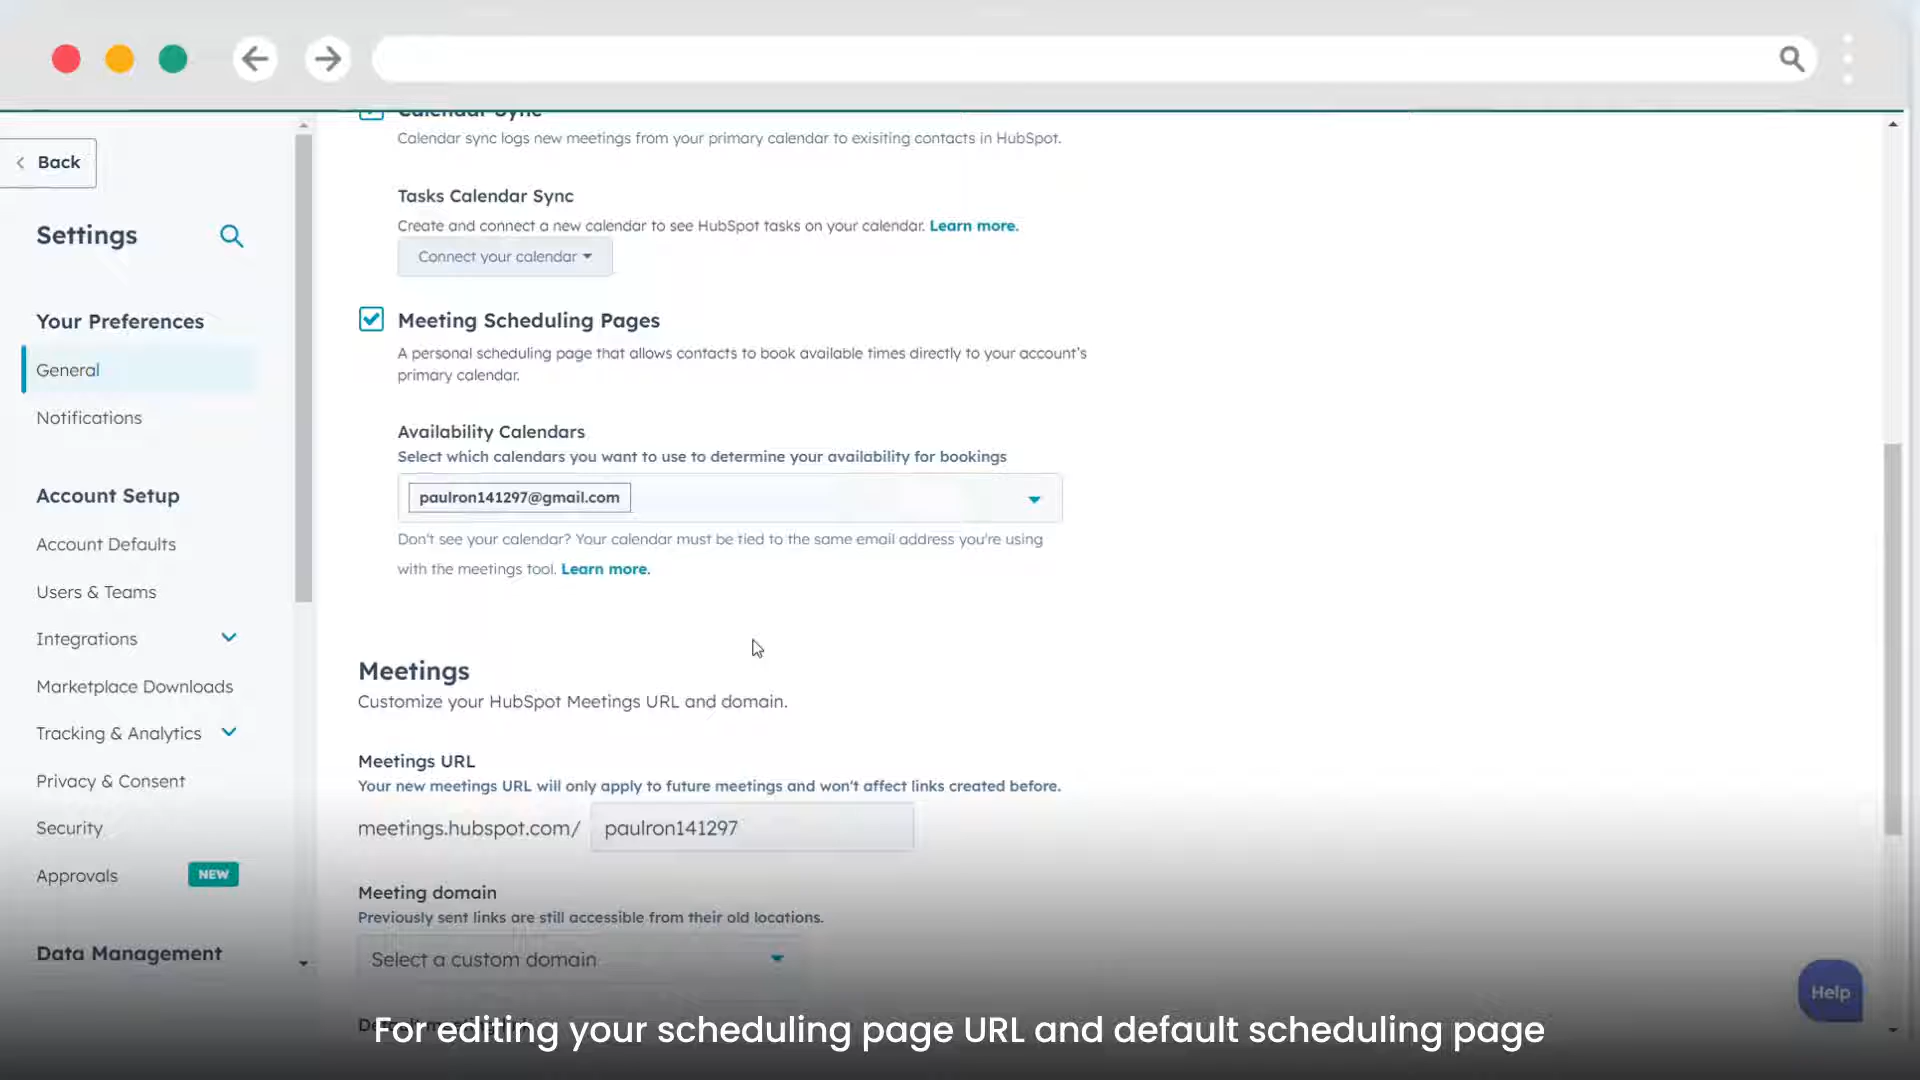 Back
Settings
Your Preferences
General
Notifications
Account Setup
Account Defaults
Users & Teams
Integrations
Marketplace Downloads
Tracking & Analytics
Privacy & Consent
Security
Approvals NEW
Data Management
Calendar Sync
Calendar sync logs new meetings from your primary calendar to exisiting contacts in HubSpot.
Tasks Calendar Sync
Create and connect a new calendar to see HubSpot tasks on your calendar. Learn more.
Connect your calendar
Meeting Scheduling Pages
A personal scheduling page that allows contacts to book available times directly to your account's
primary calendar.
Availability Calendars
Select which calendars you want to use to determine your availability for bookings
paulron141297@gmail.com
Don't see your calendar? Your calendar must be tied to the same email address you're using
with the meetings tool. Learn more.
Meetings
Customize your HubSpot Meetings URL and domain.
Meetings URL
Your new meetings URL will only apply to future meetings and won't affect links created before.
meetings.hubspot.com/ paulron141297
Meeting domain
Previously sent links are still accessible from their old locations.
Select a custom domain
Help
For editing your scheduling page URL and default scheduling page